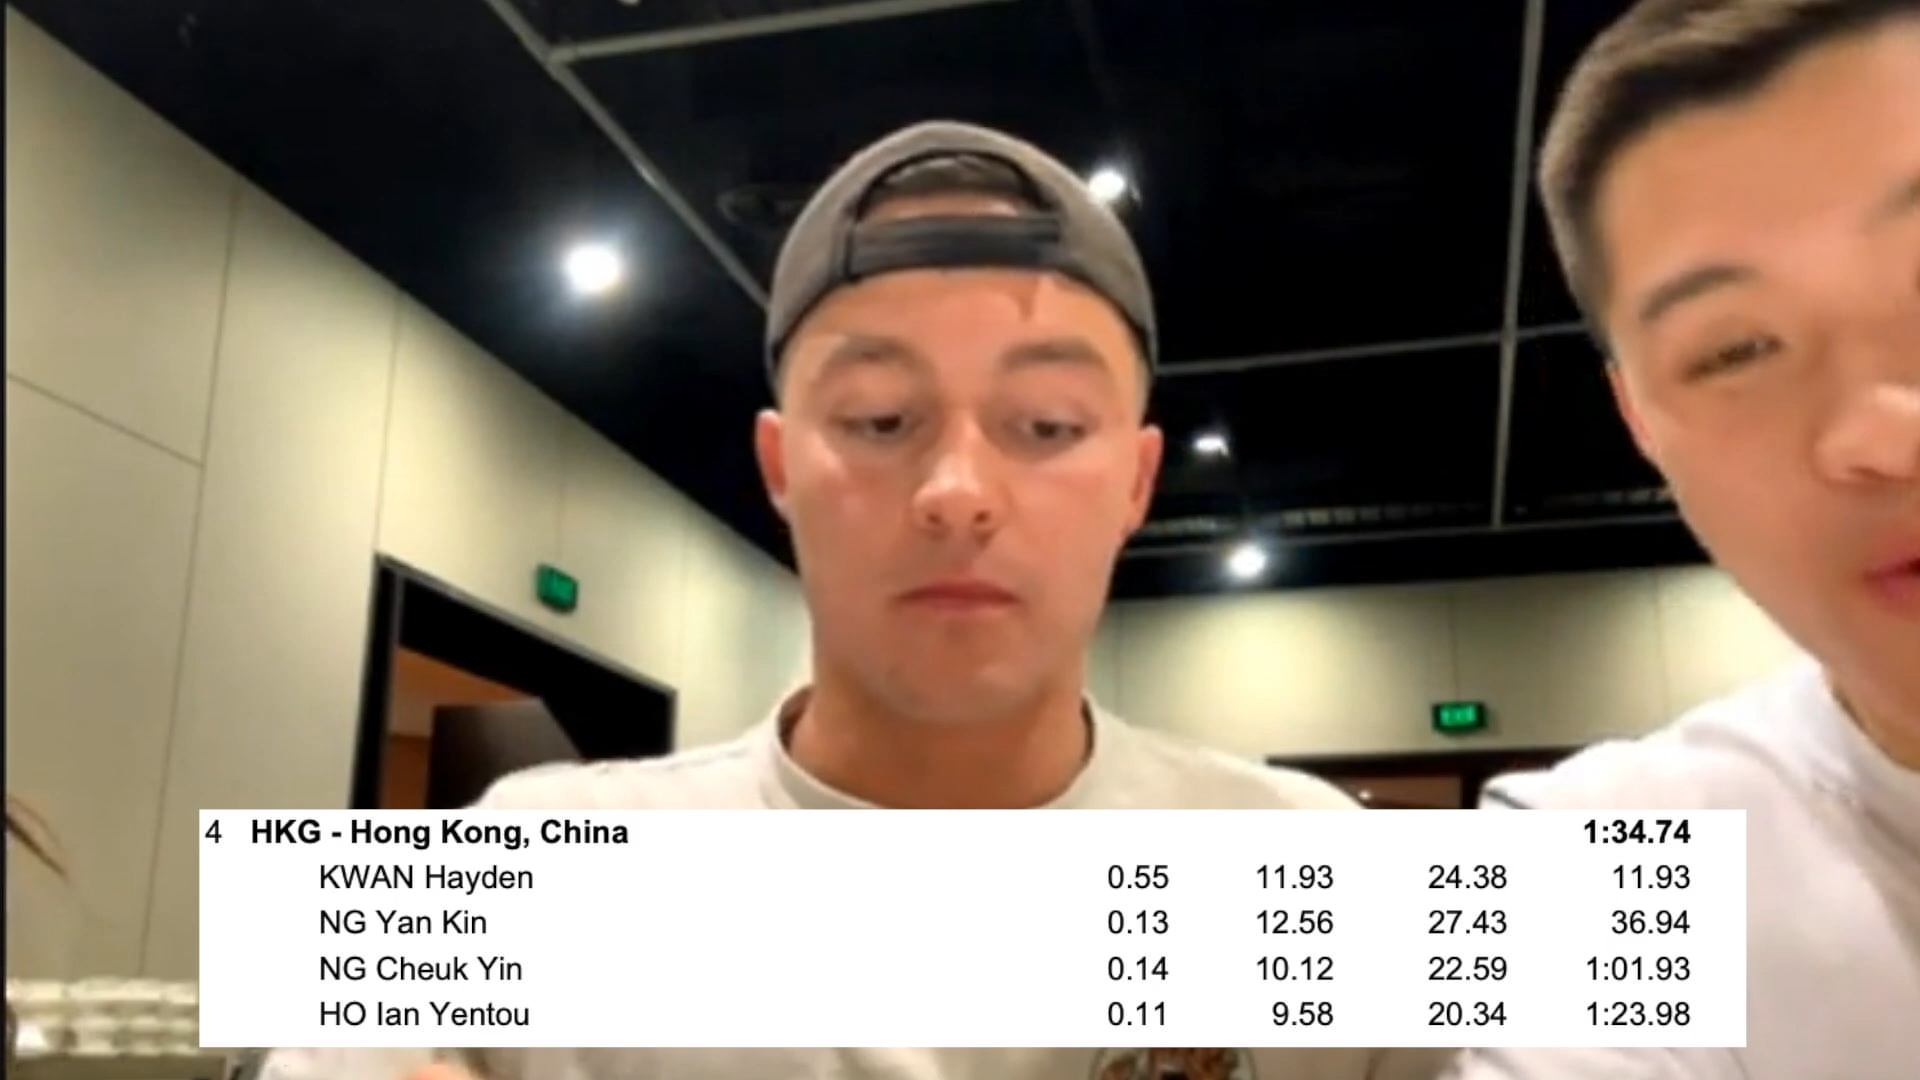 EXIT
4 HKG - Hong Kong, China 1:34.74
KWAN Hayden 0.55 11.93 24.38 11.93
NG Yan Kin 0.13 12.56 27.43 36.94
NG Cheuk Yin 0.14 10.12 22.59 1:01.93
HO Ian Yentou 0.11 9.58 20.34 1:23.98